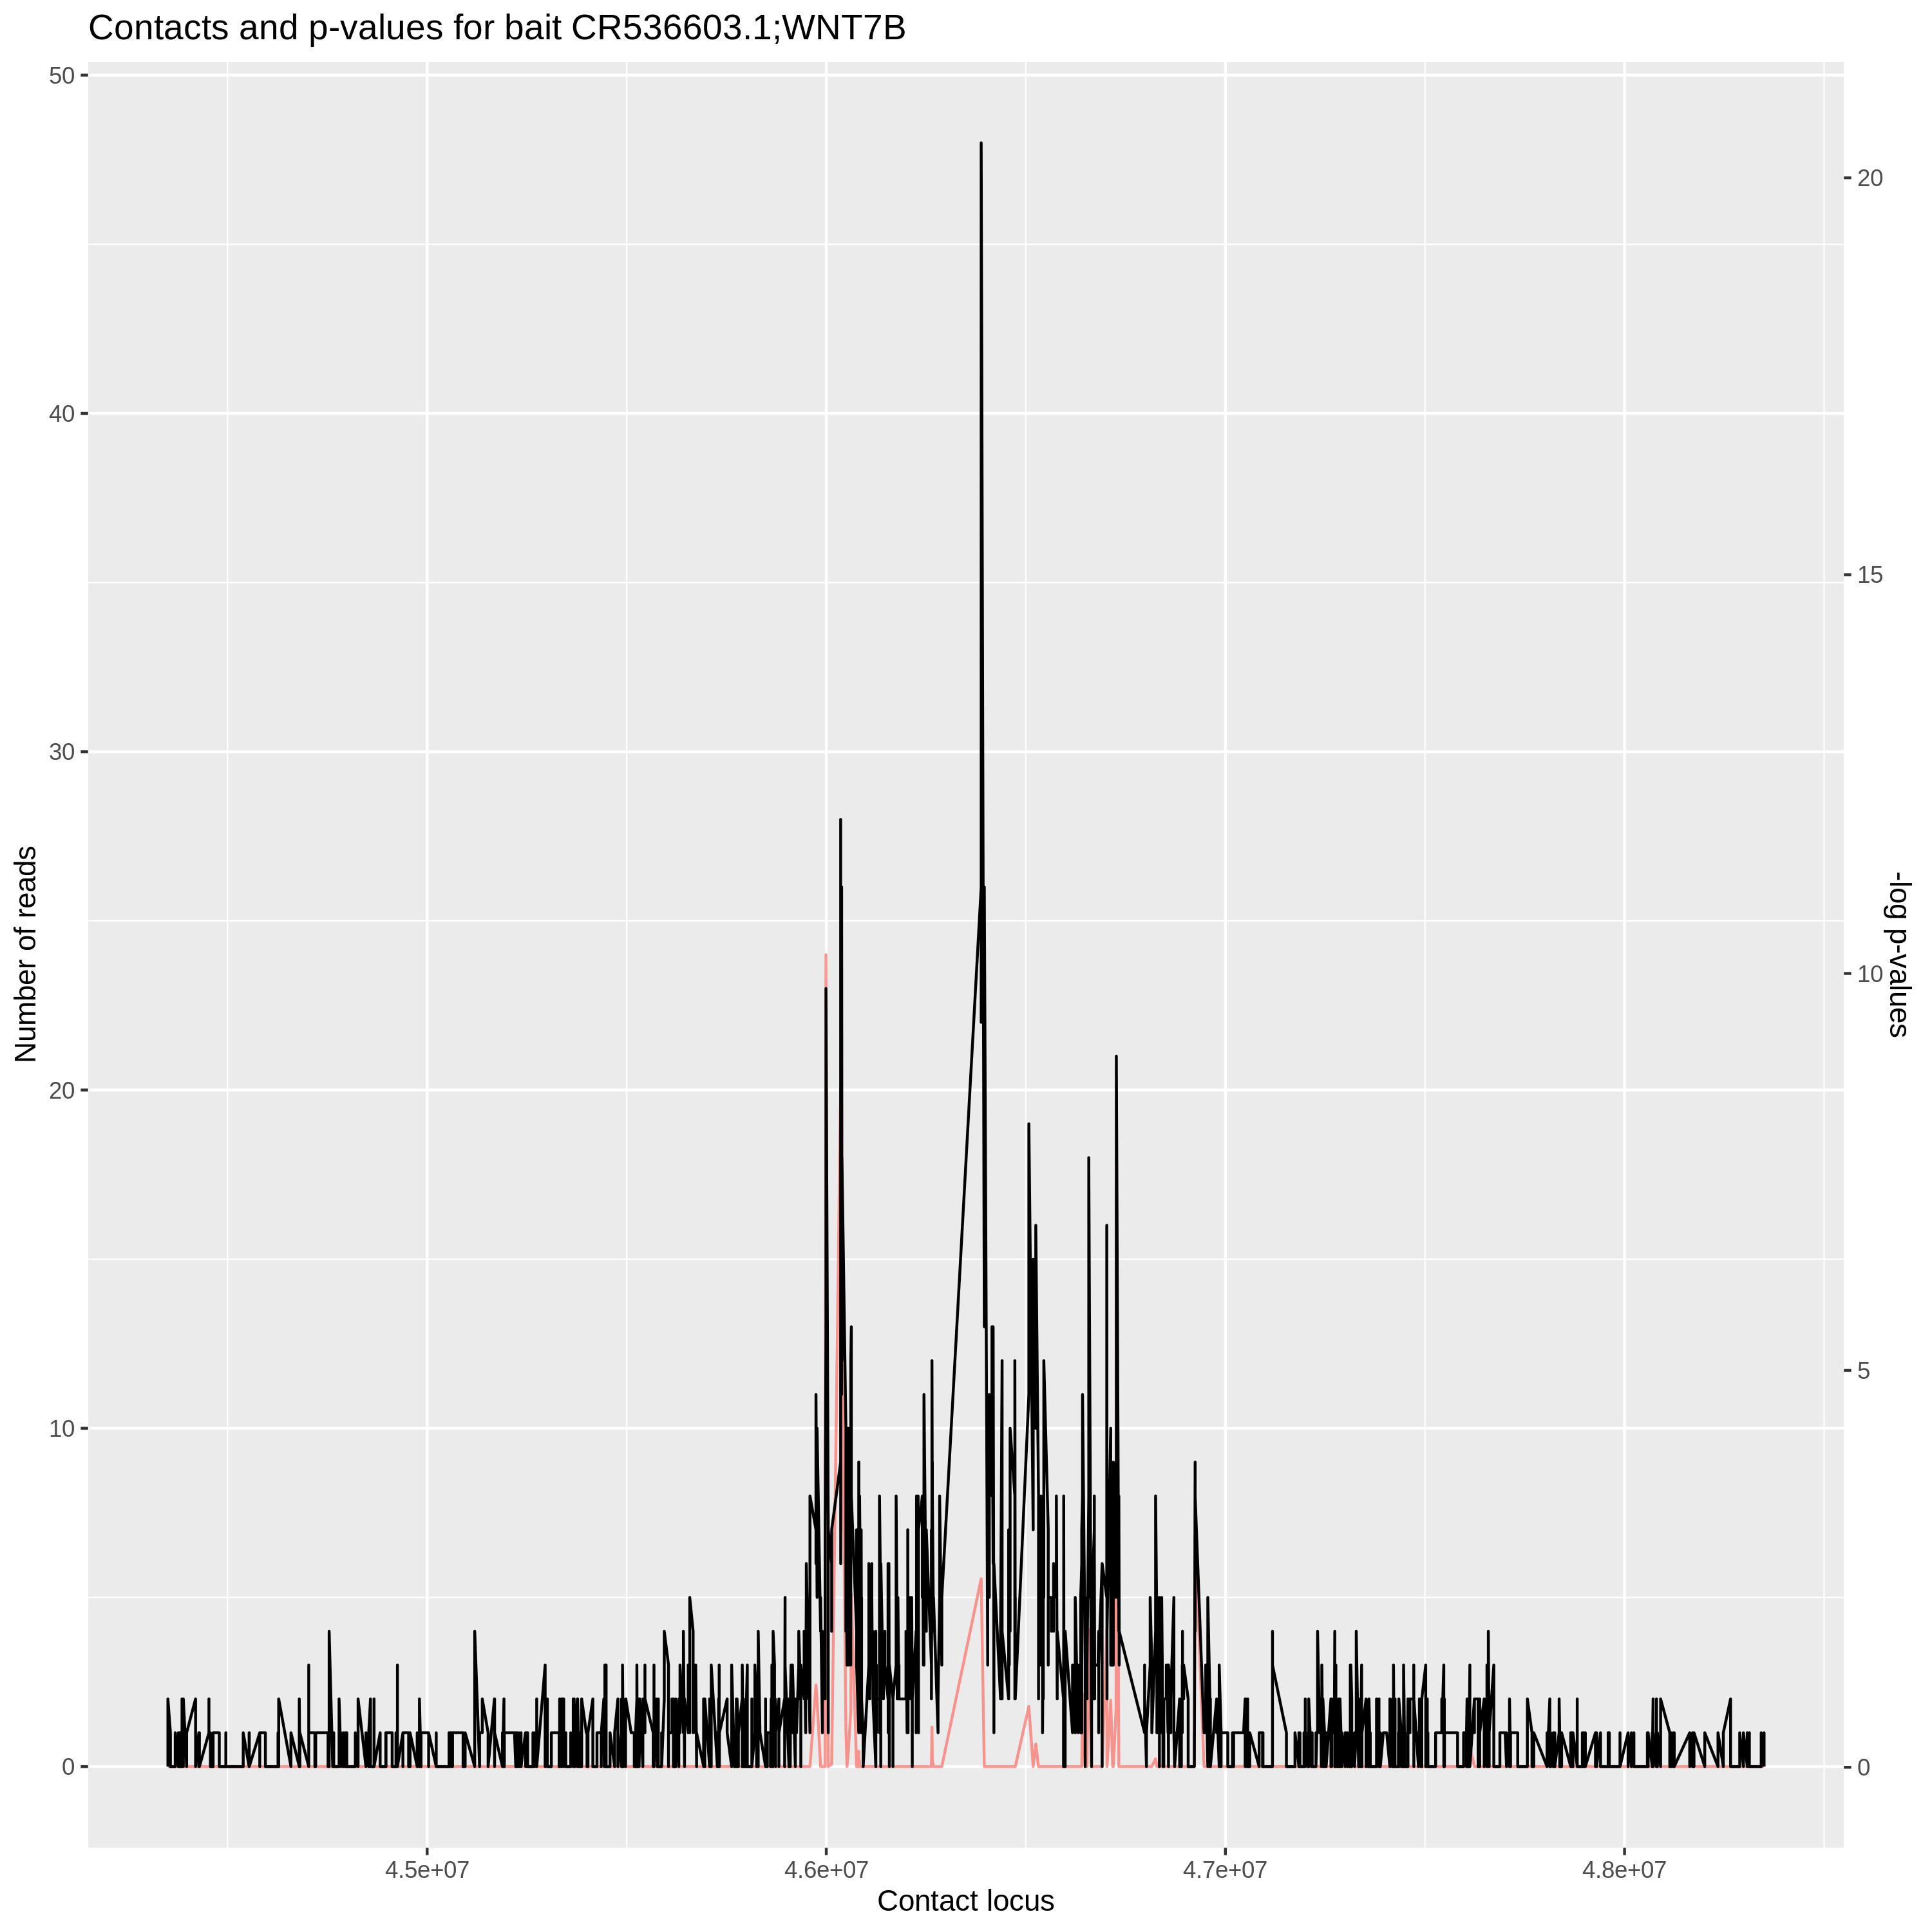 Contacts and p-values for bait CR536603.1;WNT7B
50
40
30
20
10
0
Number of reads
20
15
10
5
0
-log p-values
4.5e+07
4.6e+07
4.7e+07
4.8e+07
Contact locus